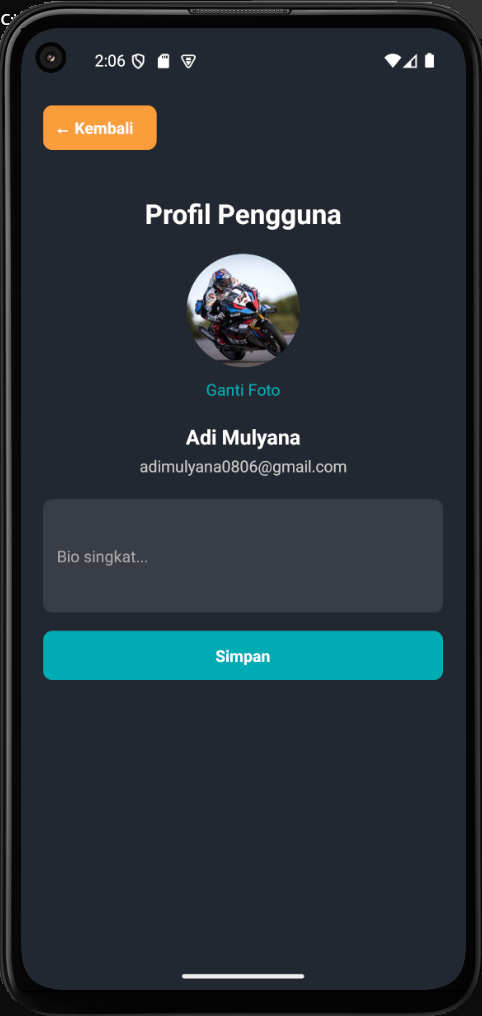 C:\
2:06
← Kembali
Profil Pengguna
Ganti Foto
Adi Mulyana
adimulyana0806@gmail.com
Bio singkat...
Simpan